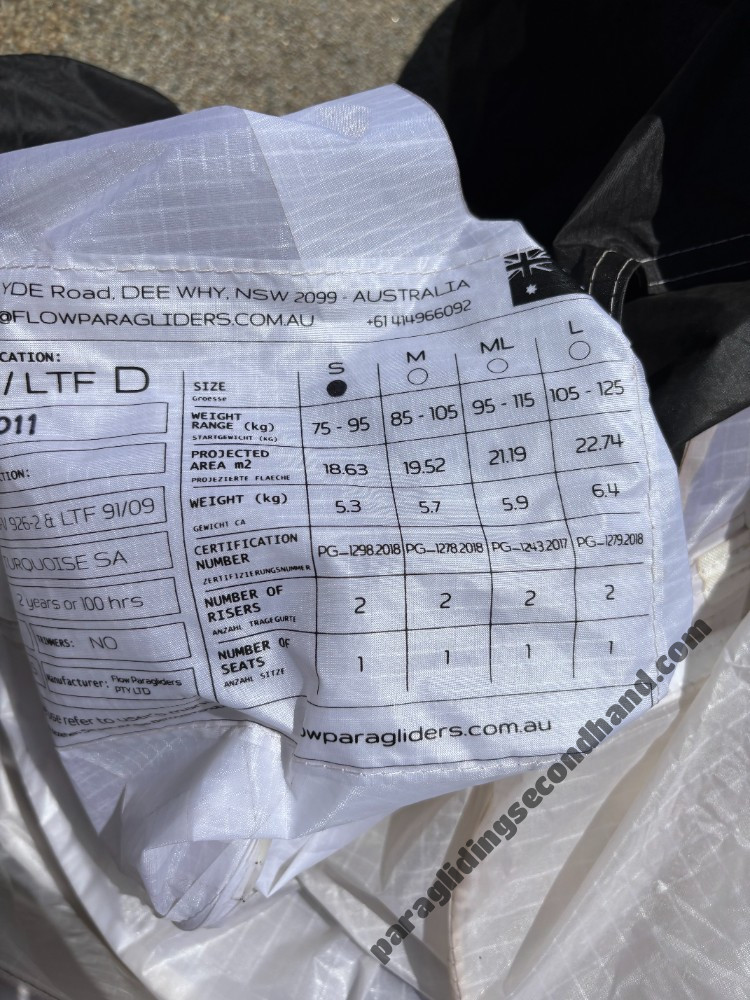 YDE Road, DEE WHY, NSW 2099 - AUSTRALIA
@FLOWPARAGLIDERS.COM.AU +61 414966092
CATION:
/ LTF D
011
TION:
926-2 & LTF 91/09
TURQUOISE SA
2 years or 100 hrs
TRIMMERS: NO
Manufacturer: Flow Paragliders
PTY LTD
refer to user's
SIZE S M ML L
Groesse
WEIGHT
RANGE (kg) 75 - 95 85 - 105 95 - 115 105 - 125
STARTGEWICHT (KG)
PROJECTED
AREA m2 18.63 19.52 21.19 22.74
PROJEZIERTE FLAECHE
WEIGHT (kg) 5.3 5.7 5.9 6.4
GEWICHT CA
CERTIFICATION
NUMBER PG_1298.2018 PG_1278.2018 PG_1243.2017 PG_1279.2018
ZERTIFIZIERUNGSNUMMER
NUMBER OF
RISERS 2 2 2 2
ANZAHL TRAGEGURTE
NUMBER OF
SEATS 1 1 1 1
ANZAHL SITZE
owparagliders.com.au
paraglidingsecondhand.com